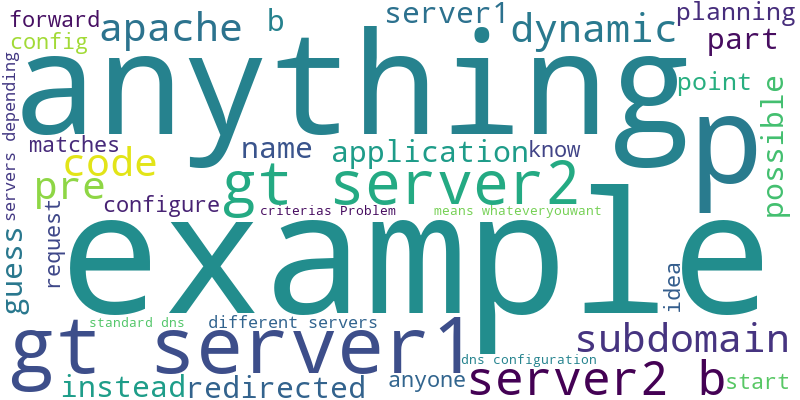 forward apache b server1 dynamic planning
config part
anything p
servers depending matches name application know point possible
pre code gt server2
configure criterias Problem means whateveryouwant
guess request example idea
standard dns different servers
gt server1 subdomain
dns configuration
instead redirected anyone server2 b start